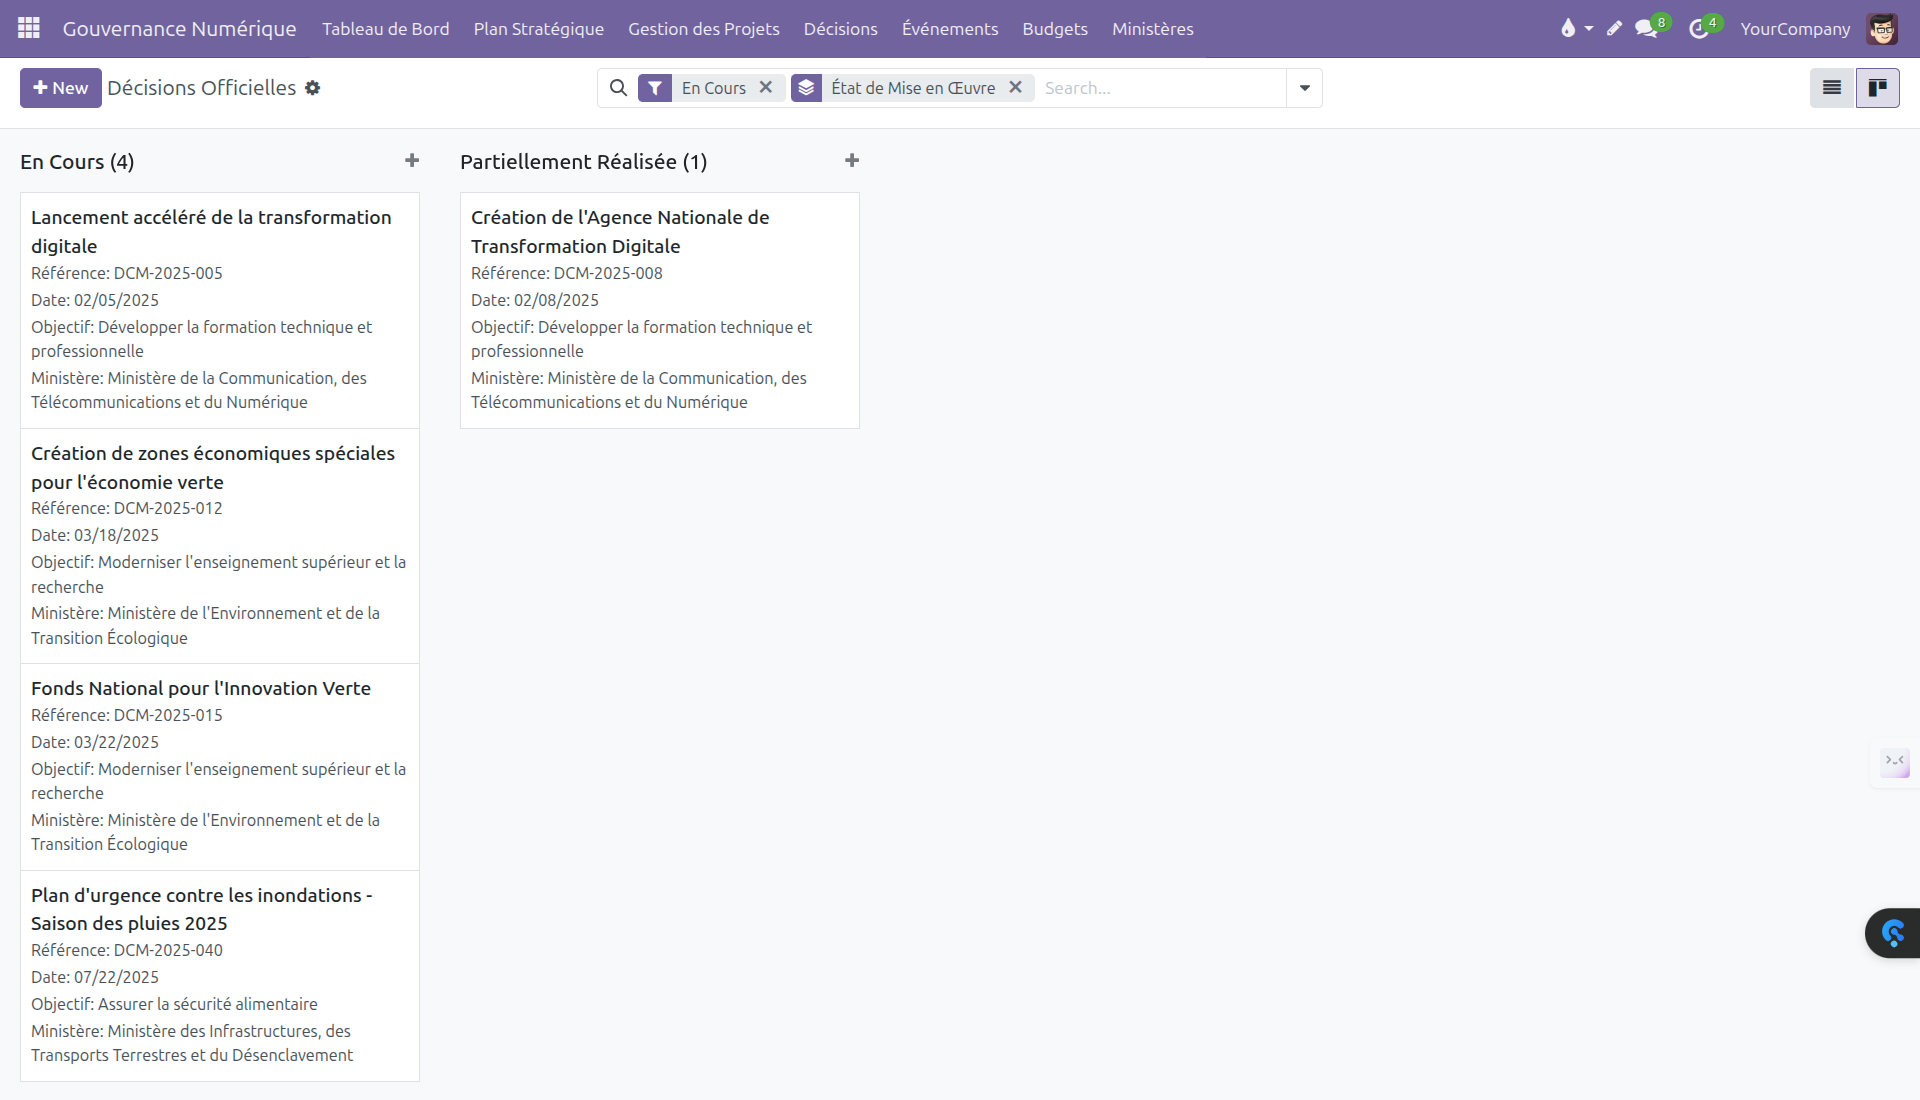 Gouvernance Numérique Tableau de Bord Plan Stratégique Gestion des Projets Décisions Événements Budgets Ministères 8 4 YourCompany
New Décisions Officielles En Cours État de Mise en Œuvre Search...
En Cours (4)
Lancement accéléré de la transformation
digitale
Référence: DCM-2025-005
Date: 02/05/2025
Objectif: Développer la formation technique et
professionnelle
Ministère: Ministère de la Communication, des
Télécommunications et du Numérique
Création de zones économiques spéciales
pour l'économie verte
Référence: DCM-2025-012
Date: 03/18/2025
Objectif: Moderniser l'enseignement supérieur et la
recherche
Ministère: Ministère de l'Environnement et de la
Transition Écologique
Fonds National pour l'Innovation Verte
Référence: DCM-2025-015
Date: 03/22/2025
Objectif: Moderniser l'enseignement supérieur et la
recherche
Ministère: Ministère de l'Environnement et de la
Transition Écologique
Plan d'urgence contre les inondations -
Saison des pluies 2025
Référence: DCM-2025-040
Date: 07/22/2025
Objectif: Assurer la sécurité alimentaire
Ministère: Ministère des Infrastructures, des
Transports Terrestres et du Désenclavement
Partiellement Réalisée (1)
Création de l'Agence Nationale de
Transformation Digitale
Référence: DCM-2025-008
Date: 02/08/2025
Objectif: Développer la formation technique et
professionnelle
Ministère: Ministère de la Communication, des
Télécommunications et du Numérique